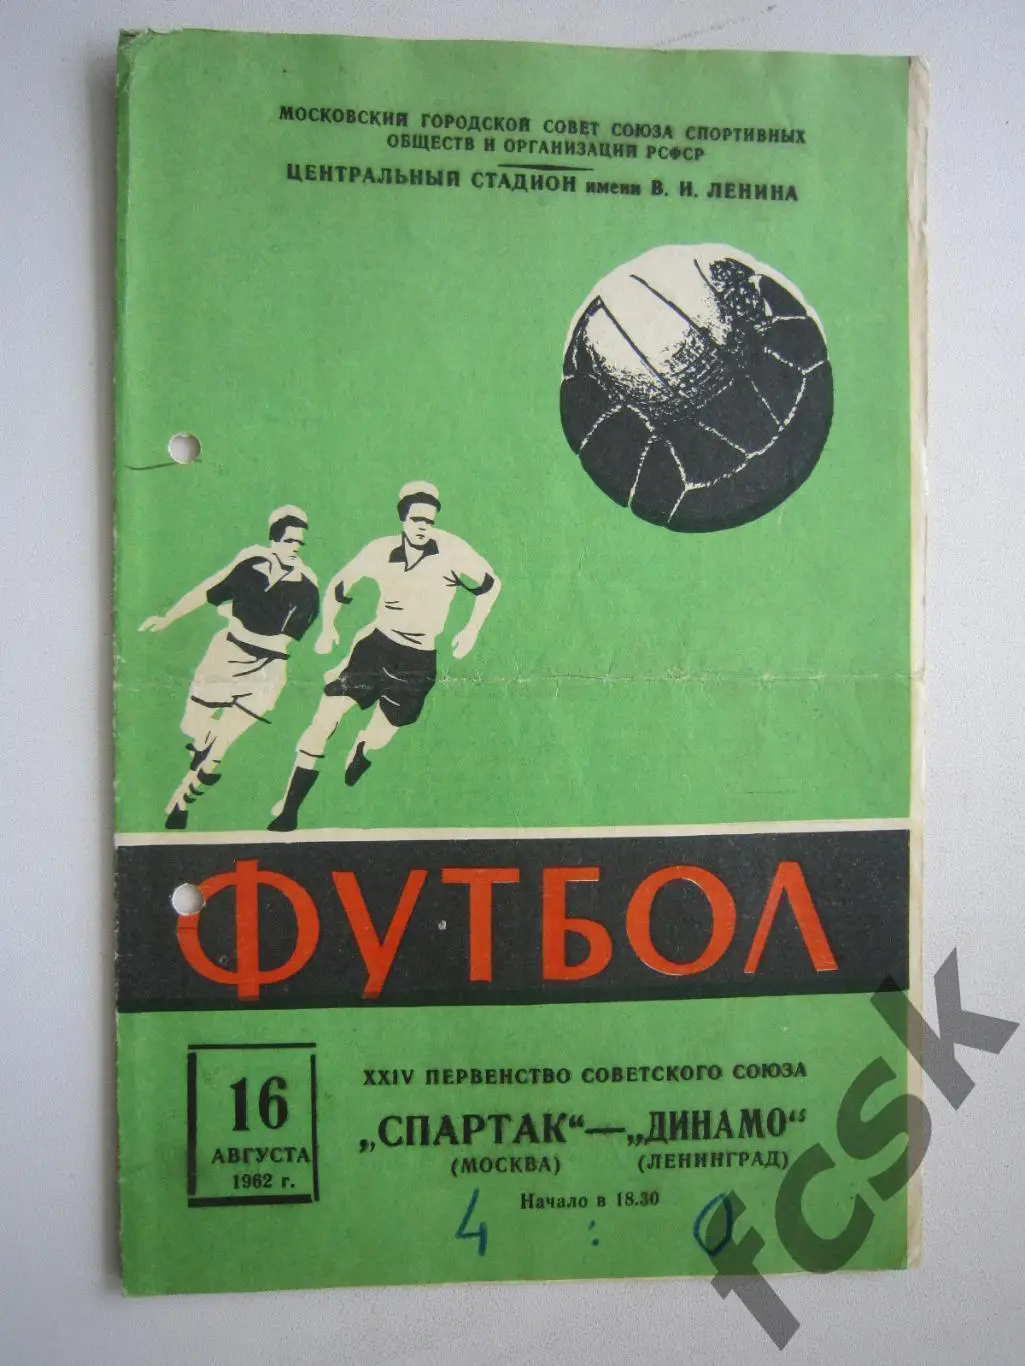 МОСКОВСКИЙ ГОРОДСКОЙ СОВЕТ СОЮЗА СПОРТИВНЫХ
ОБЩЕСТВ И ОРГАНИЗАЦИЙ РСФСР
ЦЕНТРАЛЬНЫЙ СТАДИОН имени В. И. ЛЕНИНА
ФУТБОЛ
16
АВГУСТА
1962 г.
XXIV ПЕРВЕНСТВО СОВЕТСКОГО СОЮЗА
„СПАРТАК“—„ДИНАМО“
(МОСКВА) (ЛЕНИНГРАД)
Начало в 18.30
4 : 0
fcsk